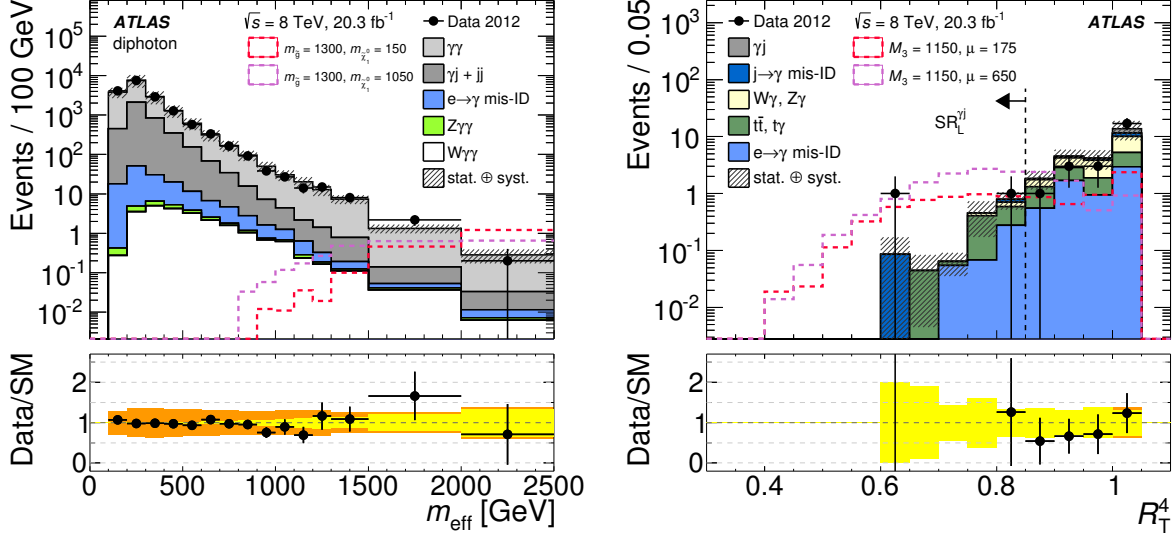 ATLAS
diphoton
√s = 8 TeV, 20.3 fb⁻¹
Data 2012
m_g̃ = 1300, m_χ̃₁⁰ = 150
m_g̃ = 1300, m_χ̃₁⁰ = 1050
γγ
γj + jj
e→γ mis-ID
Zγγ
Wγγ
stat. ⊕ syst.
Events / 100 GeV
10⁵
10⁴
10³
10²
10
1
10⁻¹
10⁻²
Data/SM
2
1
0
0 500 1000 1500 2000 2500
m_eff [GeV]
Data 2012
√s = 8 TeV, 20.3 fb⁻¹
ATLAS
γj
j→γ mis-ID
Wγ, Zγ
tt̄, tγ
e→γ mis-ID
stat. ⊕ syst.
M₃ = 1150, μ = 175
M₃ = 1150, μ = 650
SR_L^γj
Events / 0.05
10³
10²
10
1
10⁻¹
10⁻²
Data/SM
2
1
0
0.4 0.6 0.8 1
R_T⁴